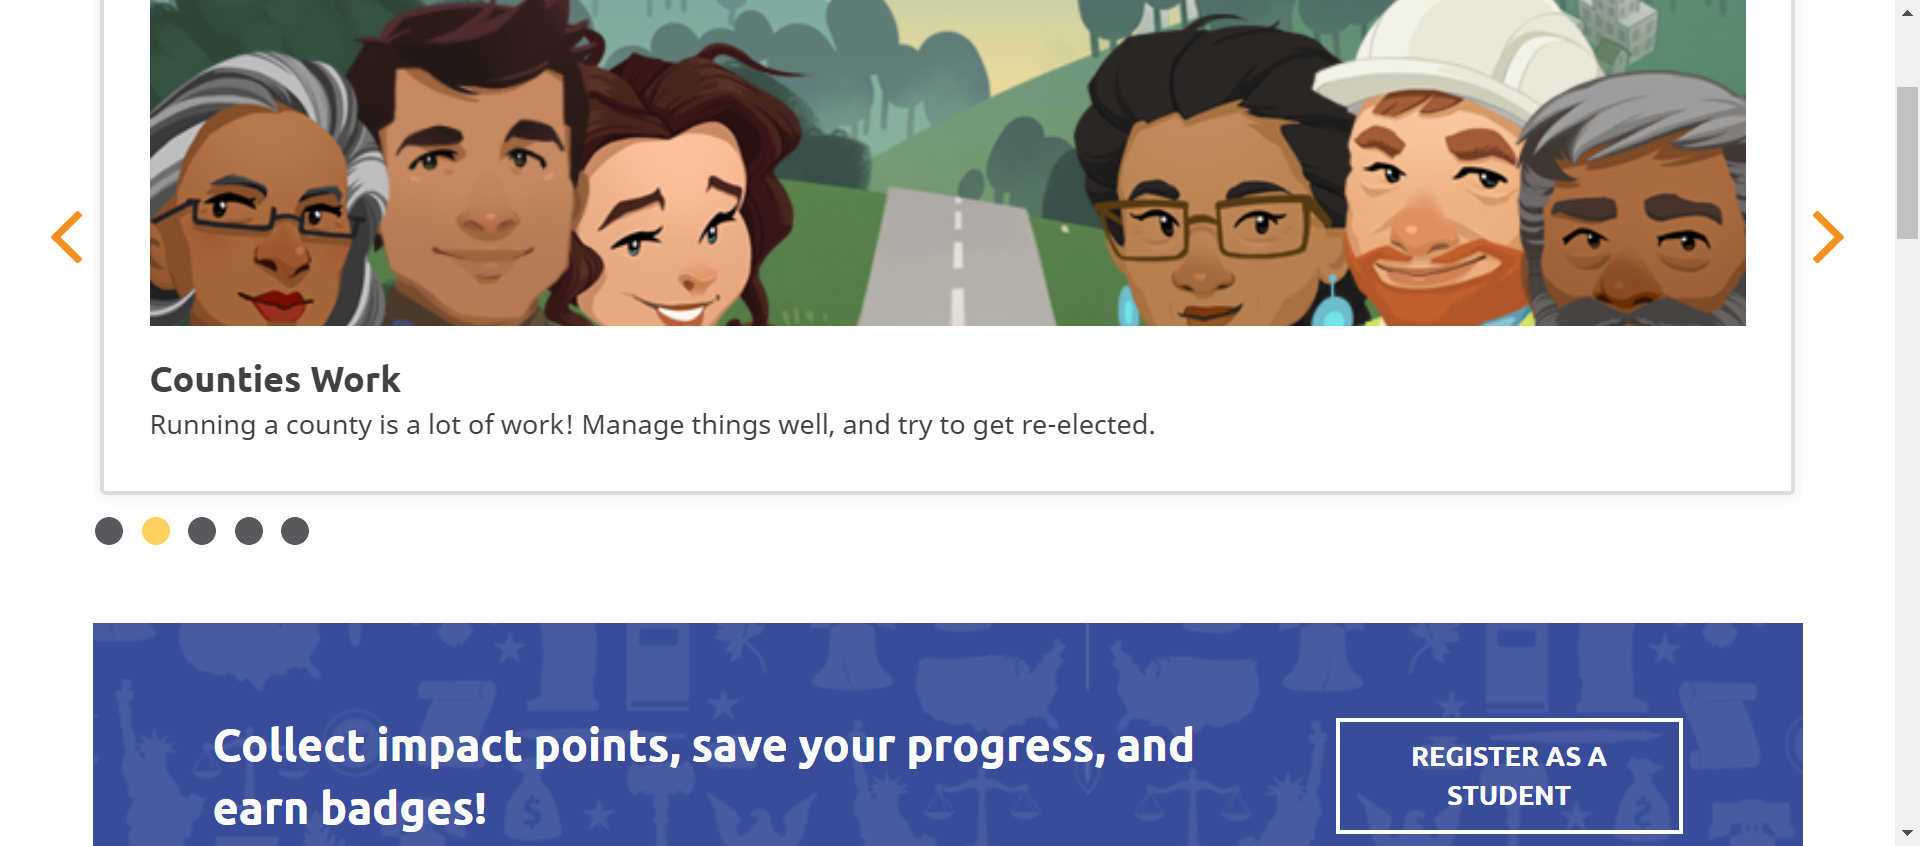 Counties Work
Running a county is a lot of work! Manage things well, and try to get re-elected.
Collect impact points, save your progress, and
earn badges!
REGISTER AS A
STUDENT